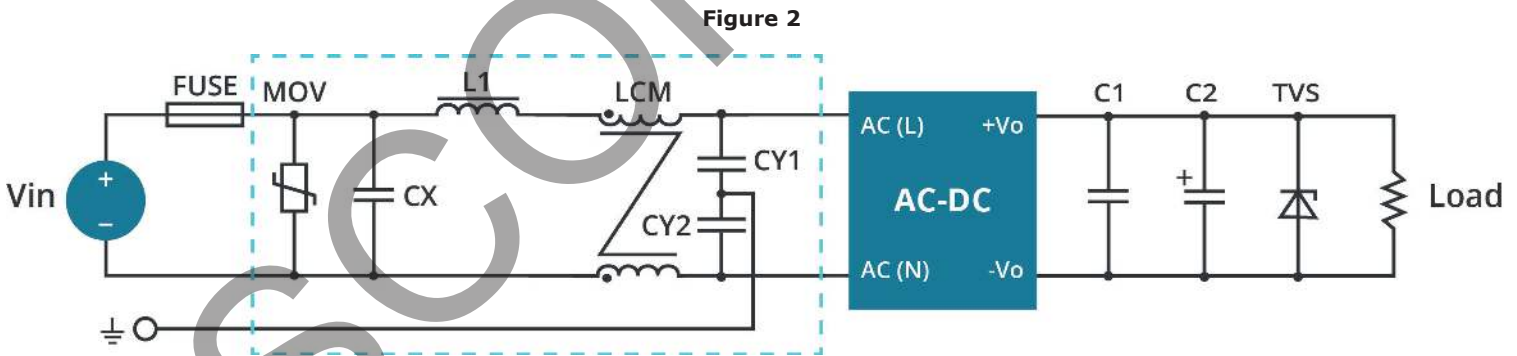 Figure 2
FUSE
MOV
L1
LCM
CX
CY1
CY2
Vin
+
−
AC (L)
+Vo
AC-DC
AC (N)
-Vo
C1
C2
TVS
+
Load